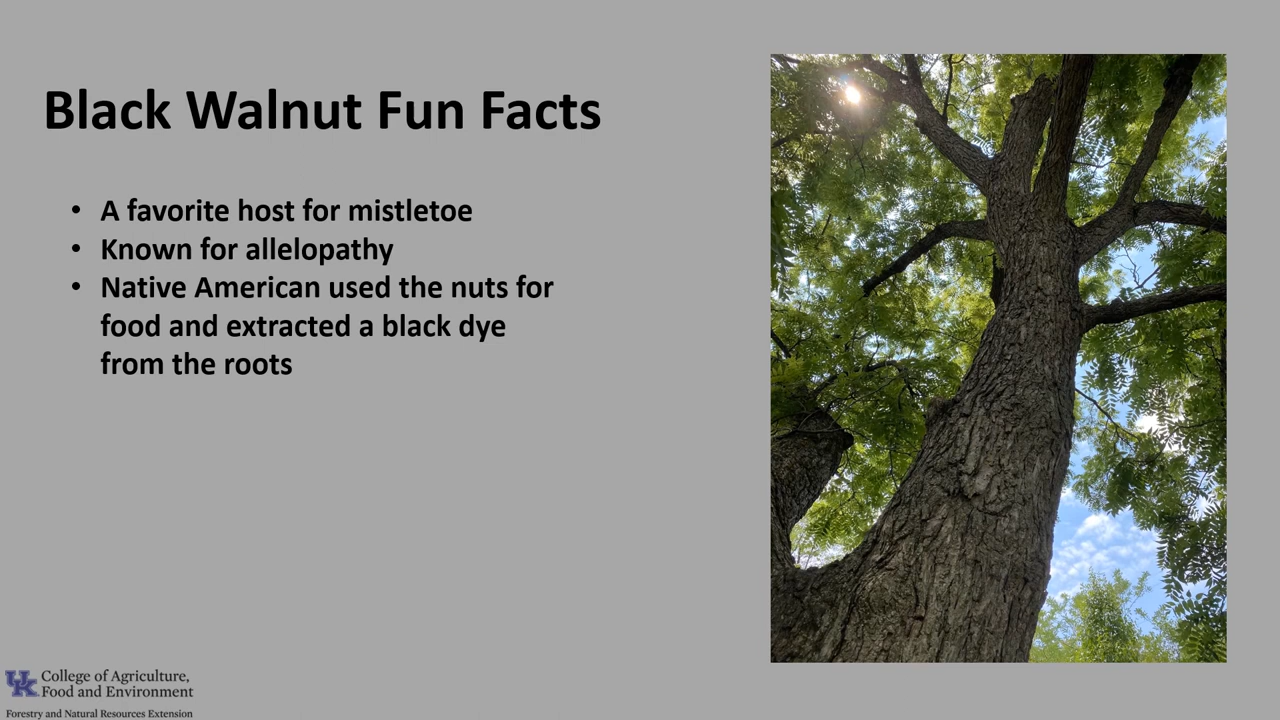 Black Walnut Fun Facts
• A favorite host for mistletoe
• Known for allelopathy
• Native American used the nuts for
food and extracted a black dye
from the roots
UK College of Agriculture,
Food and Environment
Forestry and Natural Resources Extension